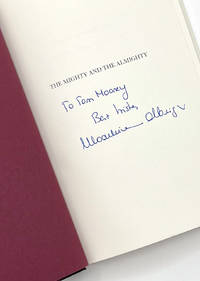 THE MIGHTY AND THE ALMIGHTY
To Tom Mooney
Best Wishes,
Madeleine Albright